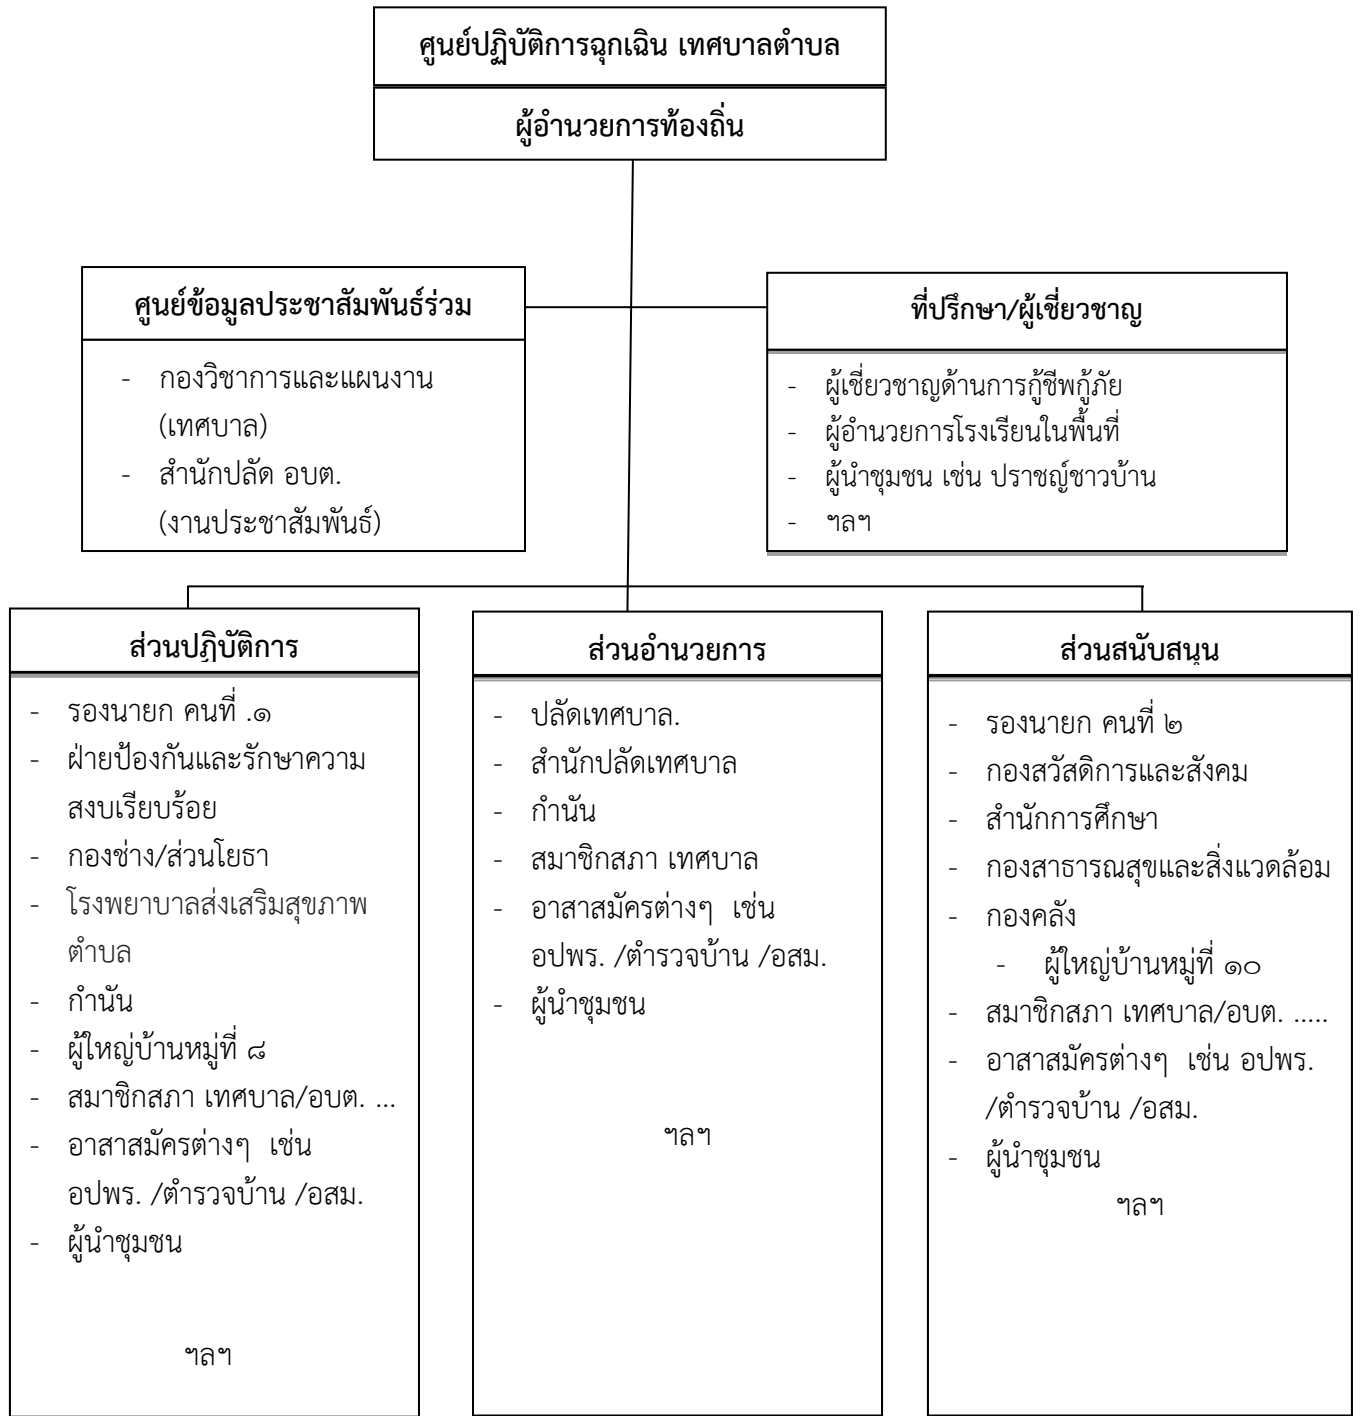 ศูนย์ปฏิบัติการฉุกเฉิน เทศบาลตำบล
ผู้อำนวยการท้องถิ่น
ศูนย์ข้อมูลประชาสัมพันธ์ร่วม
- กองวิชาการและแผนงาน
(เทศบาล)
- สำนักปลัด อบต.
(งานประชาสัมพันธ์)
ที่ปรึกษา/ผู้เชี่ยวชาญ
- ผู้เชี่ยวชาญด้านการกู้ชีพกู้ภัย
- ผู้อำนวยการโรงเรียนในพื้นที่
- ผู้นำชุมชน เช่น ปราชญ์ชาวบ้าน
- ฯลฯ
ส่วนปฏิบัติการ
- รองนายก คนที่ .๑
- ฝ่ายป้องกันและรักษาความ
สงบเรียบร้อย
- กองช่าง/ส่วนโยธา
- โรงพยาบาลส่งเสริมสุขภาพ
ตำบล
- กำนัน
- ผู้ใหญ่บ้านหมู่ที่ ๘
- สมาชิกสภา เทศบาล/อบต. ...
- อาสาสมัครต่างๆ เช่น
อปพร. /ตำรวจบ้าน /อสม.
- ผู้นำชุมชน
ฯลฯ
ส่วนอำนวยการ
- ปลัดเทศบาล.
- สำนักปลัดเทศบาล
- กำนัน
- สมาชิกสภา เทศบาล
- อาสาสมัครต่างๆ เช่น
อปพร. /ตำรวจบ้าน /อสม.
- ผู้นำชุมชน
ฯลฯ
ส่วนสนับสนุน
- รองนายก คนที่ ๒
- กองสวัสดิการและสังคม
- สำนักการศึกษา
- กองสาธารณสุขและสิ่งแวดล้อม
- กองคลัง
- ผู้ใหญ่บ้านหมู่ที่ ๑๐
- สมาชิกสภา เทศบาล/อบต. .....
- อาสาสมัครต่างๆ เช่น อปพร.
/ตำรวจบ้าน /อสม.
- ผู้นำชุมชน
ฯลฯ